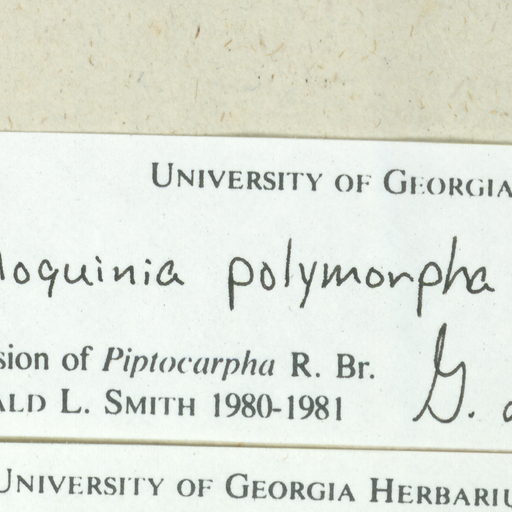 UNIVERSITY OF GEORGIA
loquinia polymorpha
sion of Piptocarpha R. Br.
ALD L. SMITH 1980-1981
G.
UNIVERSITY OF GEORGIA HERBARIU